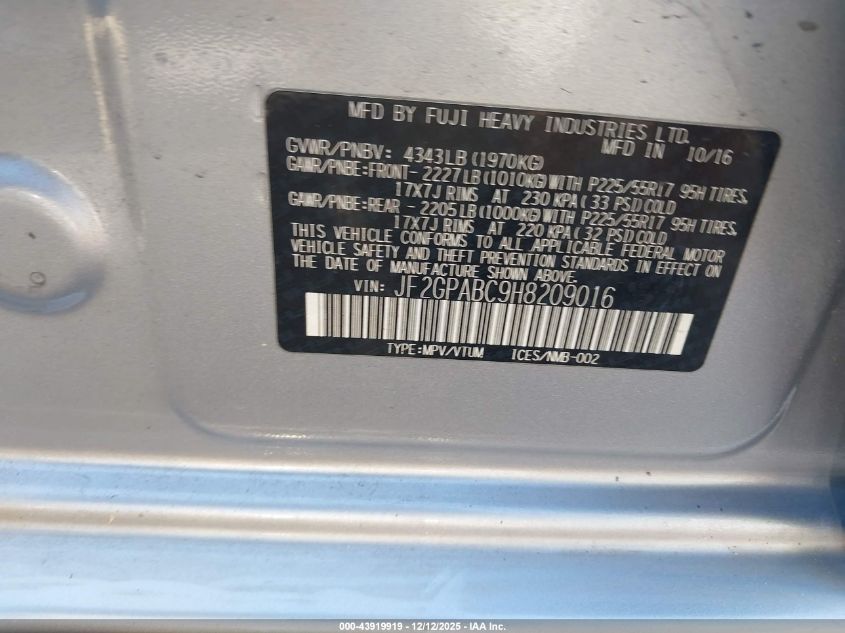 MFD BY FUJI HEAVY INDUSTRIES LTD.
MFD IN 10/16
GVWR/PNBV: 4343LB(1970KG)
GAWR/PNBE:FRONT-2227LB(1010KG)WITH P225/55R17 95H TIRES,
17X7J RIMS AT 230 KPA(33 PSI)COLD
GAWR/PNBE:REAR -2205LB(1000KG)WITH P225/55R17 95H TIRES,
17X7J RIMS AT 220 KPA(32 PSI)COLD
THIS VEHICLE CONFORMS TO ALL APPLICABLE FEDERAL MOTOR
VEHICLE SAFETY AND THEFT PREVENTION STANDARDS IN EFFECT ON
THE DATE OF MANUFACTURE SHOWN ABOVE.
VIN: JF2GPABC9H8209016
TYPE:MPV/VTUM ICES/NMB-002
000-43919919 - 12/12/2025 - IAA Inc.